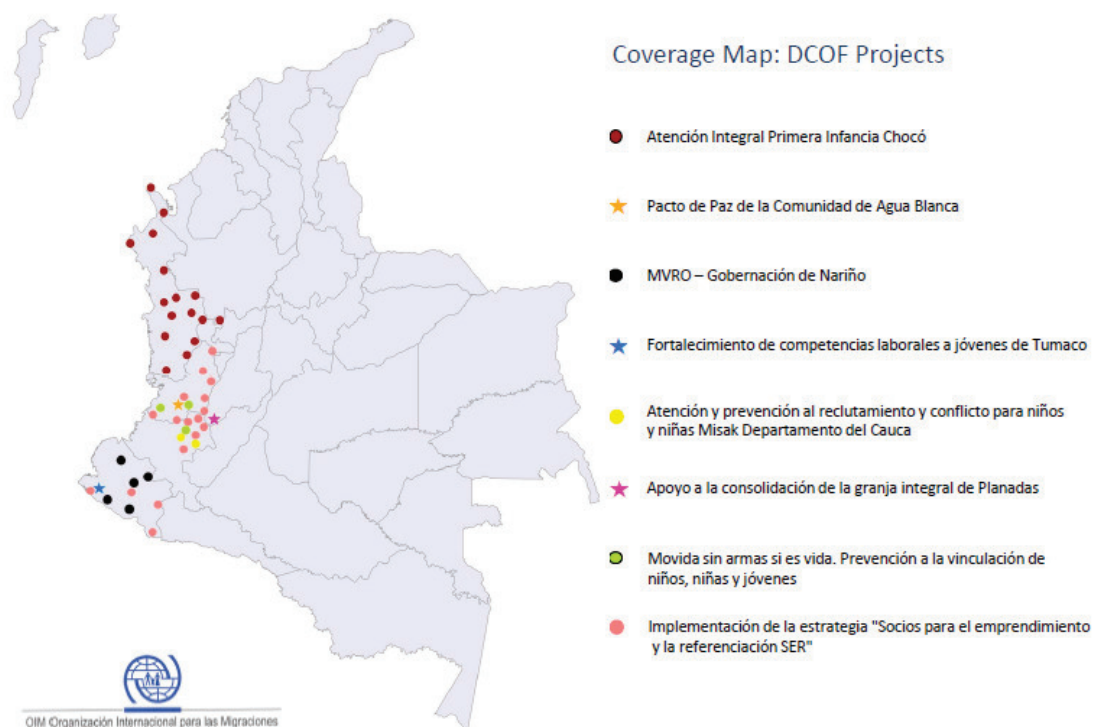 Coverage Map: DCOF Projects
Atención Integral Primera Infancia Chocó
Pacto de Paz de la Comunidad de Agua Blanca
MVRO – Gobernación de Nariño
Fortalecimiento de competencias laborales a jóvenes de Tumaco
Atención y prevención al reclutamiento y conflicto para niños
y niñas Misak Departamento del Cauca
Apoyo a la consolidación de la granja integral de Planadas
Movida sin armas si es vida. Prevención a la vinculación de
niños, niñas y jóvenes
Implementación de la estrategia "Socios para el emprendimiento
y la referenciación SER"
OIM Organización Internacional para las Migraciones